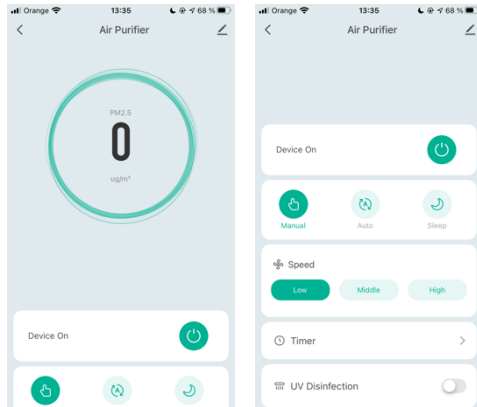 Orange 13:35 68 %
Air Purifier
PM2.5
0
ug/m³
Device On
Orange 13:35 68 %
Air Purifier
Device On
Manual Auto Sleep
Speed
Low Middle High
Timer
UV Disinfection